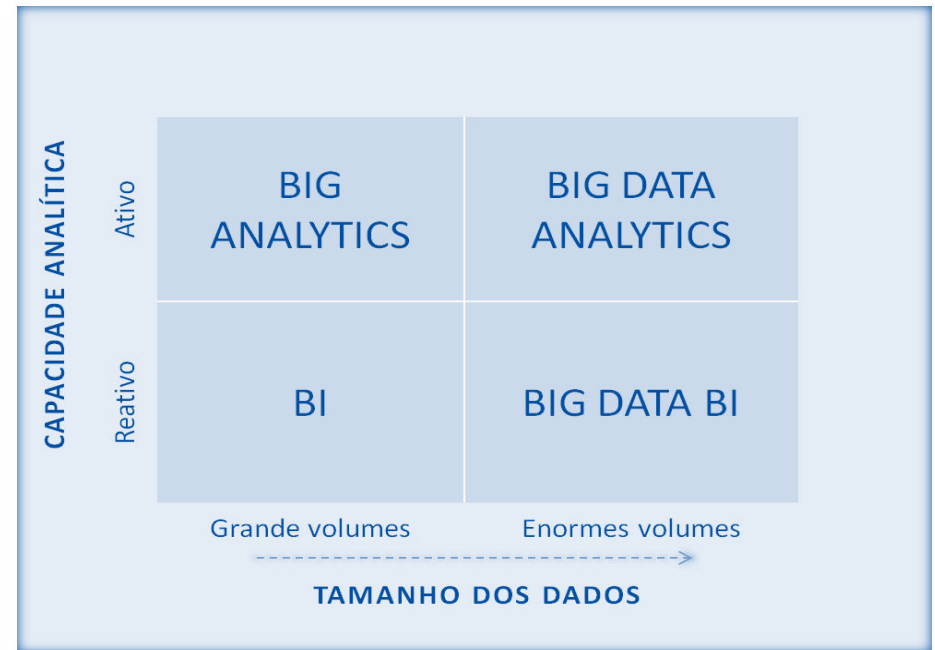 CAPACIDADE ANALÍTICA
Ativo
BIG
ANALYTICS
BIG DATA
ANALYTICS
Reativo
BI
BIG DATA BI
Grande volumes
Enormes volumes
TAMANHO DOS DADOS